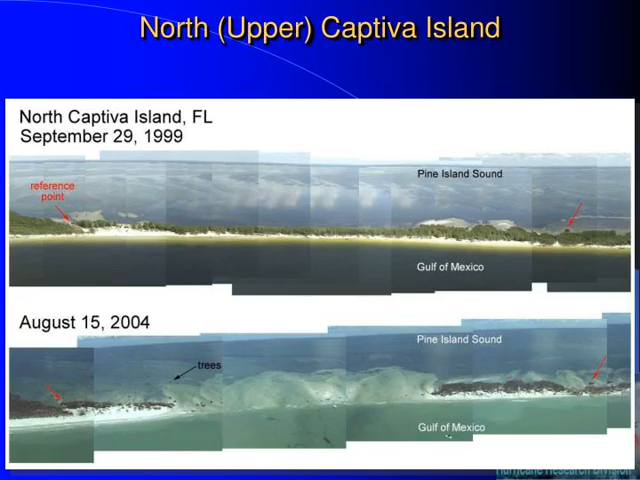 North (Upper) Captiva Island
North Captiva Island, FL
September 29, 1999
reference
point
Pine Island Sound
Gulf of Mexico
August 15, 2004
trees
Pine Island Sound
Gulf of Mexico
Hurricane Research Division